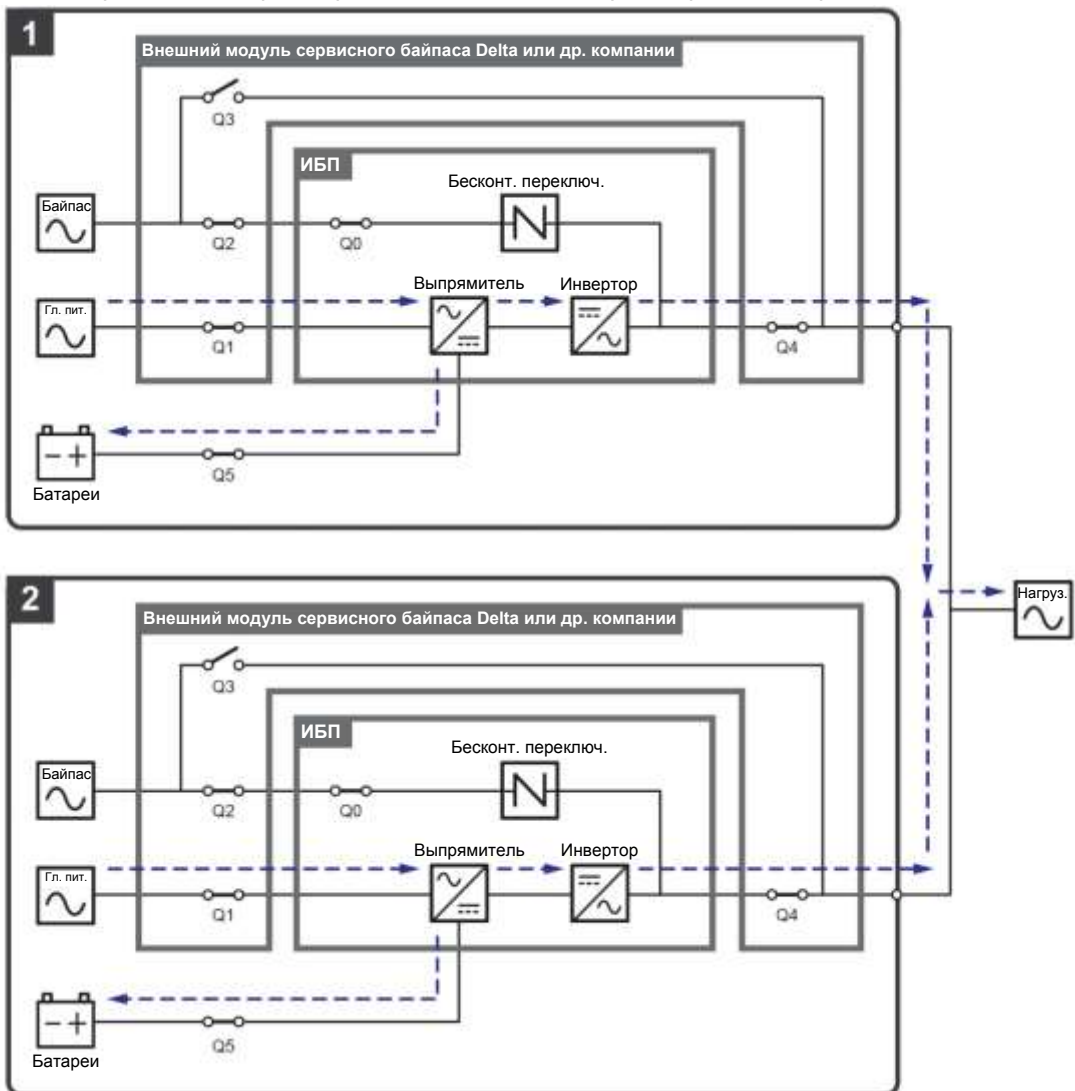 1
Внешний модуль сервисного байпаса Delta или др. компании
Q3
ИБП
Бесконт. переключ.
Байпас
Q2
Q0
Выпрямитель
Инвертор
Гл. пит.
Q1
Q4
Q5
Батареи
2
Внешний модуль сервисного байпаса Delta или др. компании
Нагруз.
Q3
ИБП
Бесконт. переключ.
Байпас
Q2
Q0
Выпрямитель
Инвертор
Гл. пит.
Q1
Q4
Q5
Батареи